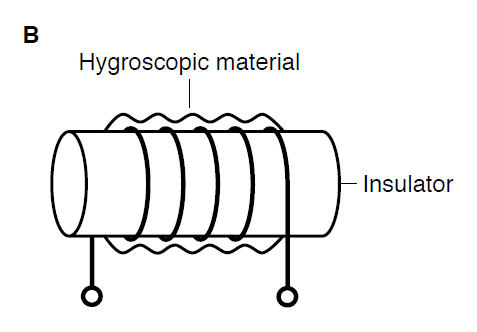 B
Hygroscopic material
Insulator